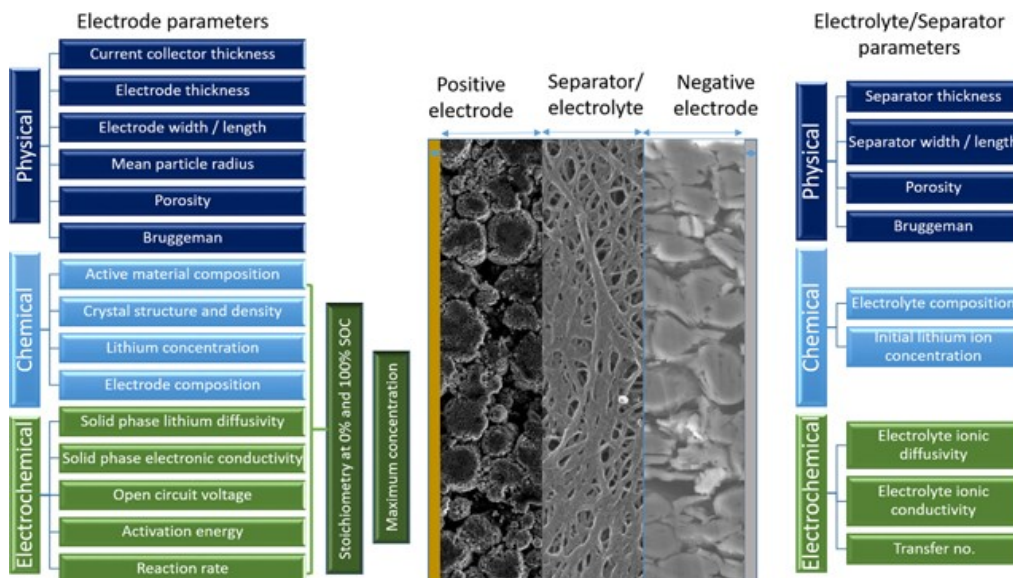 Electrode parameters
Physical
Current collector thickness
Electrode thickness
Electrode width / length
Mean particle radius
Porosity
Bruggeman
Chemical
Active material composition
Crystal structure and density
Lithium concentration
Electrode composition
Electrochemical
Solid phase lithium diffusivity
Solid phase electronic conductivity
Open circuit voltage
Activation energy
Reaction rate
Stoichiometry at 0% and 100% SOC
Maximum concentration
Positive
electrode
Separator/
electrolyte
Negative
electrode
Electrolyte/Separator
parameters
Physical
Separator thickness
Separator width / length
Porosity
Bruggeman
Chemical
Electrolyte composition
Initial lithium ion
concentration
Electrochemical
Electrolyte ionic
diffusivity
Electrolyte ionic
conductivity
Transfer no.